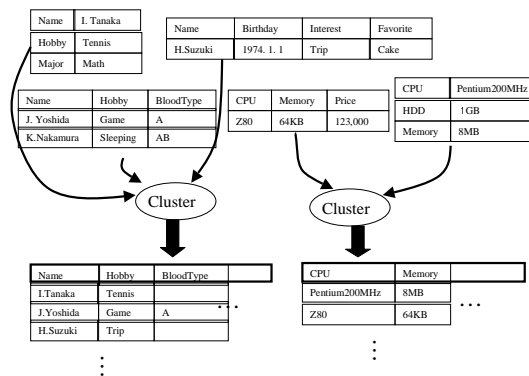 Name I. Tanaka
Hobby Tennis
Major Math
Name Birthday Interest Favorite
H.Suzuki 1974. 1. 1 Trip Cake
Name Hobby BloodType
J. Yoshida Game A
K.Nakamura Sleeping AB
CPU Memory Price
Z80 64KB 123,000
CPU Pentium200MHz
HDD 1GB
Memory 8MB
Cluster
Cluster
Name Hobby BloodType
I.Tanaka Tennis
J.Yoshida Game A
H.Suzuki Trip
...
...
CPU Memory
Pentium200MHz 8MB
Z80 64KB
...
...